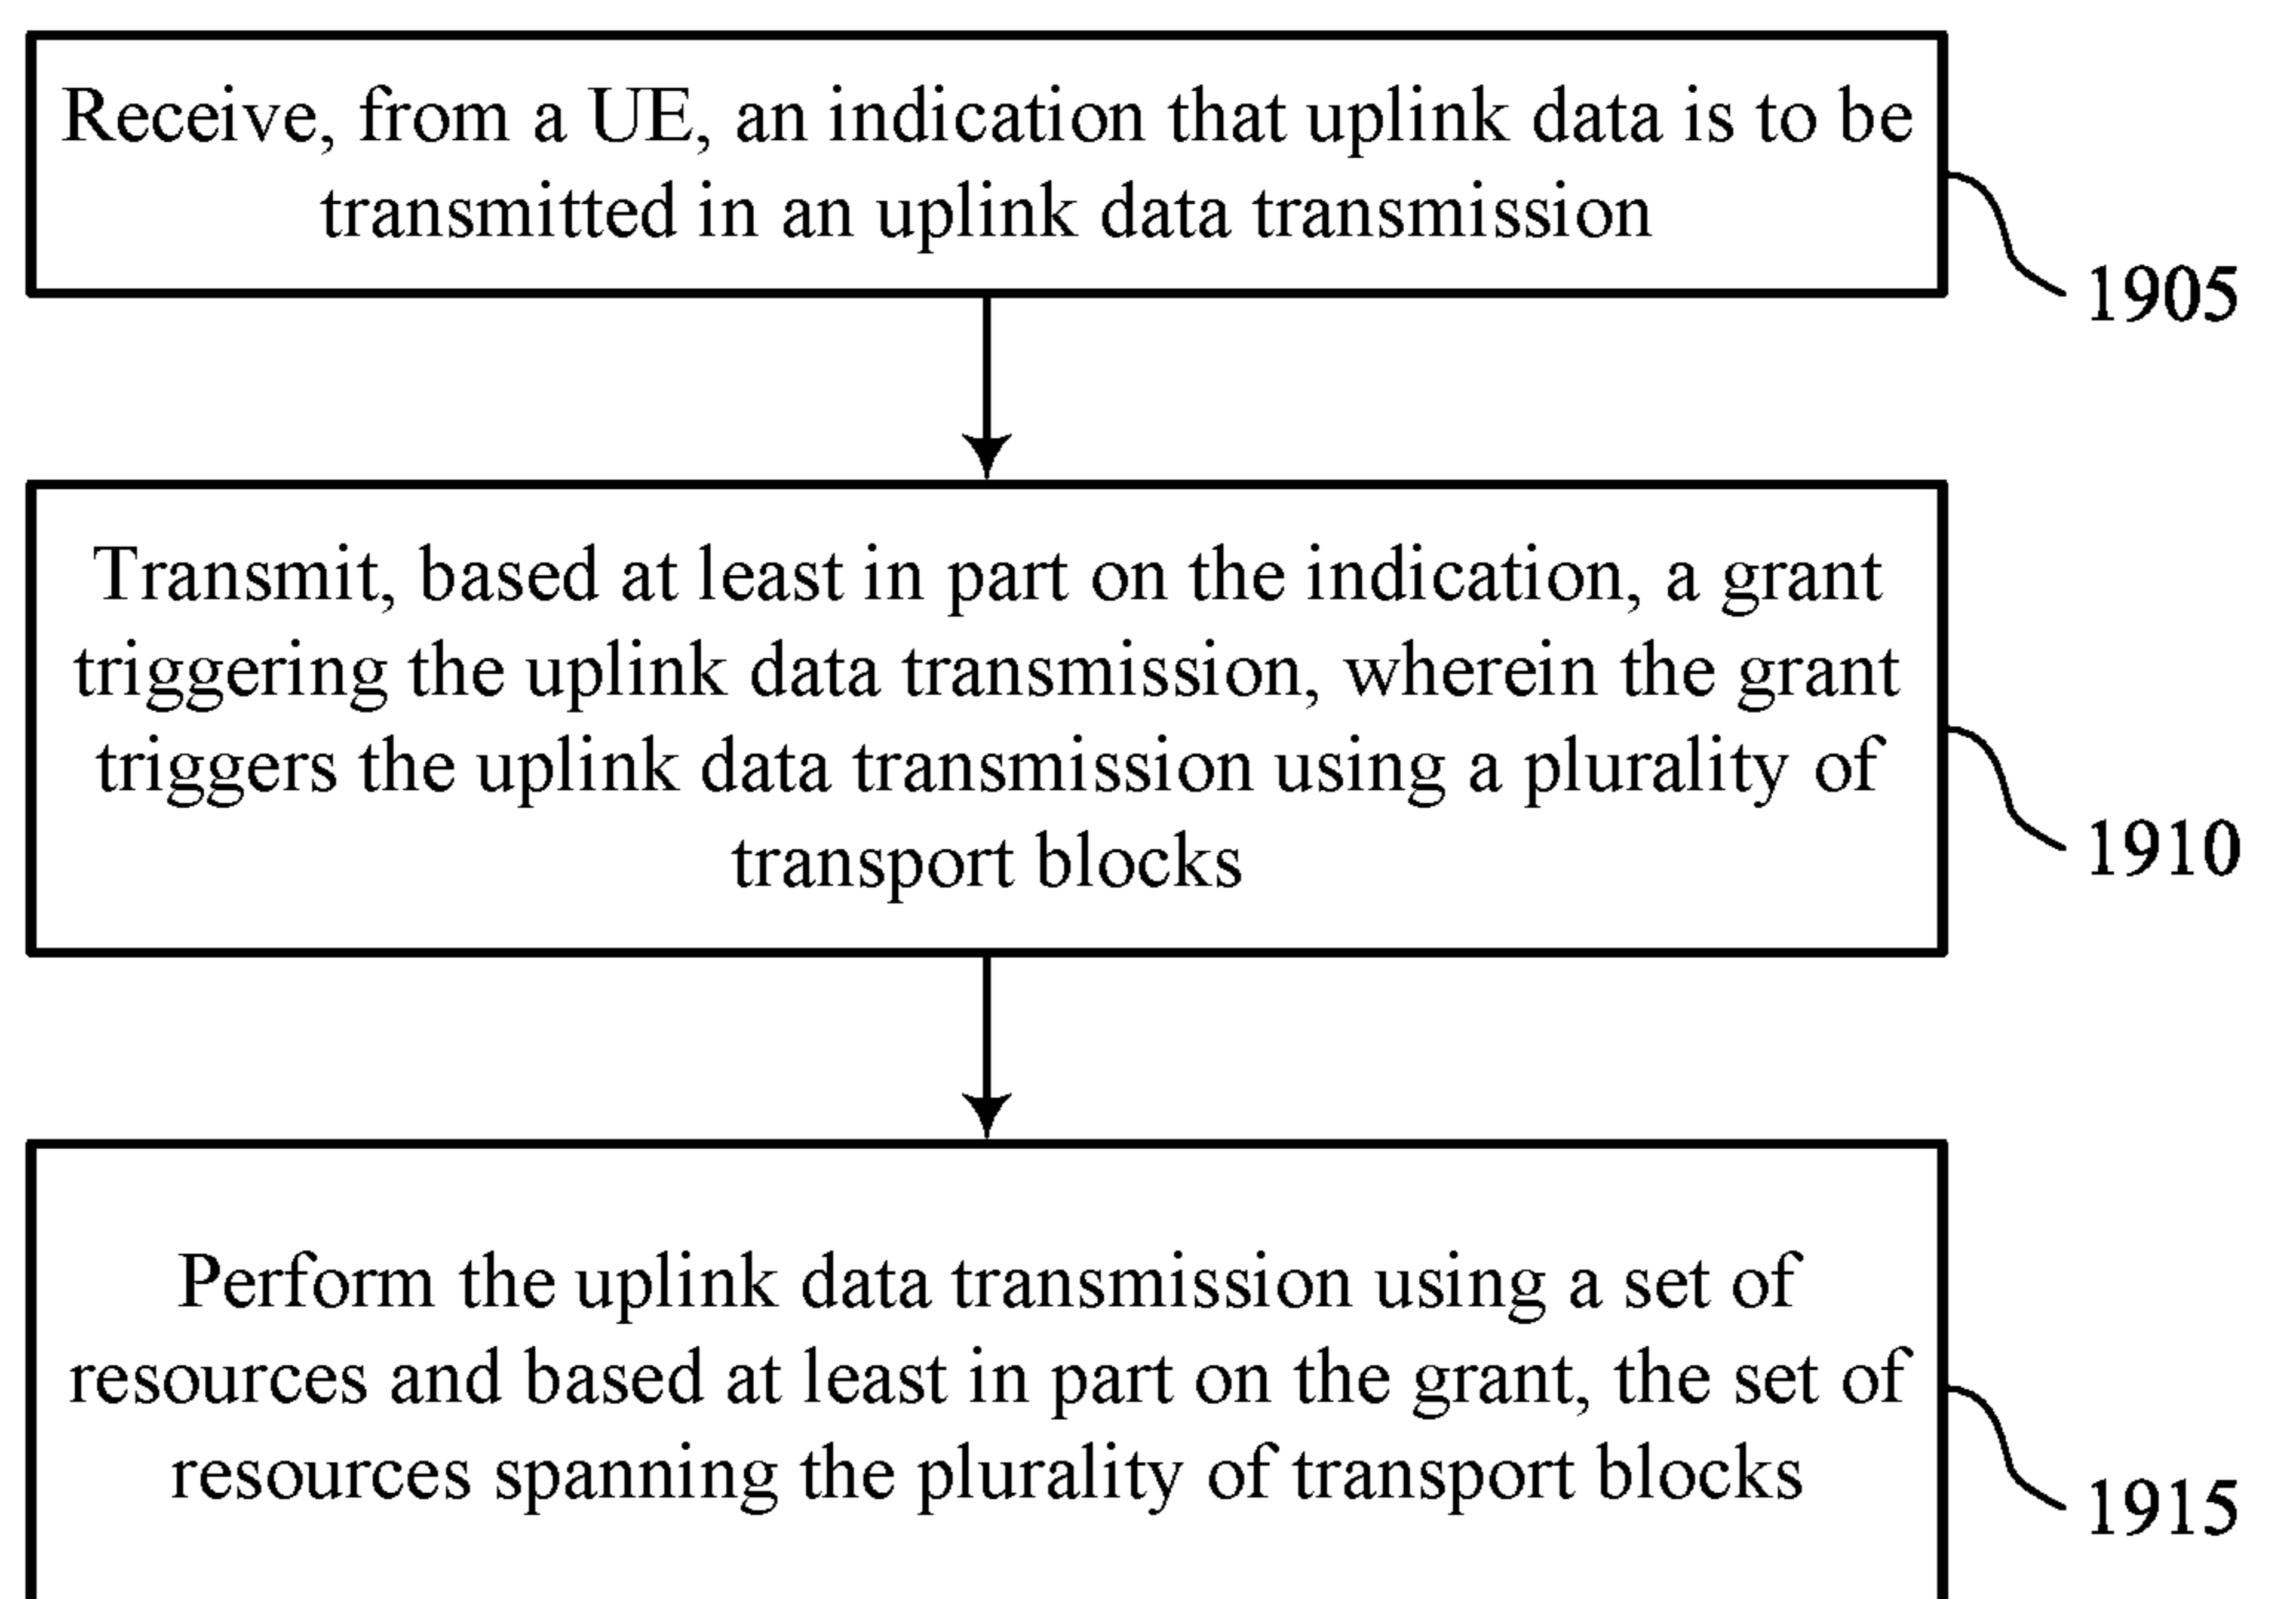 Receive, from a UE, an indication that uplink data is to be
transmitted in an uplink data transmission
1905
Transmit, based at least in part on the indication, a grant
triggering the uplink data transmission, wherein the grant
triggers the uplink data transmission using a plurality of
transport blocks
1910
Perform the uplink data transmission using a set of
resources and based at least in part on the grant, the set of
resources spanning the plurality of transport blocks
1915